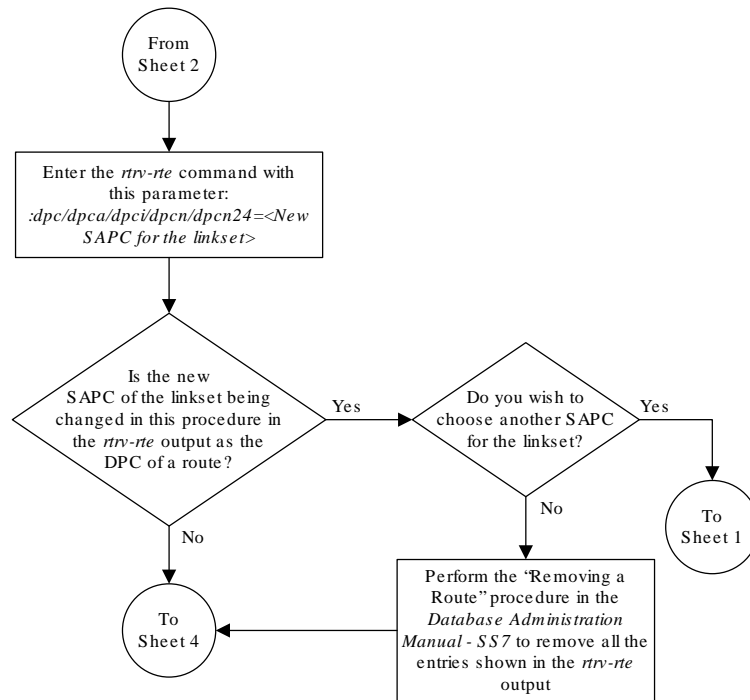 From
Sheet 2
Enter the rtrv-rte command with
this parameter:
:dpc/dpca/dpci/dpcn/dpcn24=<New
SAPC for the linkset>
Is the new
SAPC of the linkset being
changed in this procedure in
the rtrv-rte output as the
DPC of a route?
Yes
No
Do you wish to
choose another SAPC
for the linkset?
Yes
No
To
Sheet 1
Perform the “Removing a
Route” procedure in the
Database Administration
Manual - SS7 to remove all the
entries shown in the rtrv-rte
output
To
Sheet 4